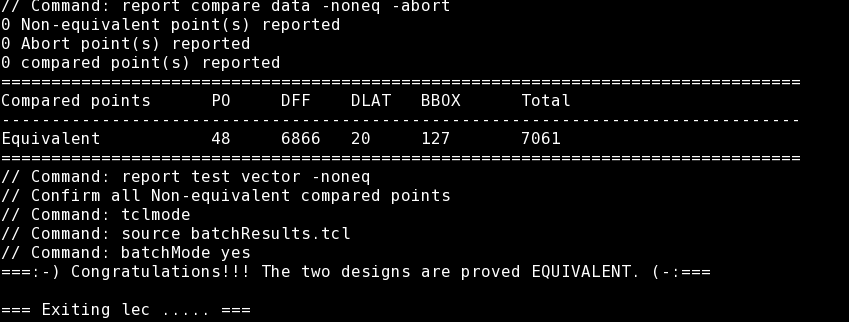 // Command: report compare data -noneq -abort
0 Non-equivalent point(s) reported
0 Abort point(s) reported
0 compared point(s) reported
================================================================================
Compared points      PO     DFF    DLAT   BBOX      Total
--------------------------------------------------------------------------------
Equivalent           48     6866   20     127       7061
================================================================================
// Command: report test vector -noneq
// Confirm all Non-equivalent compared points
// Command: tclmode
// Command: source batchResults.tcl
// Command: batchMode yes
===:-) Congratulations!!! The two designs are proved EQUIVALENT. (-:===
=== Exiting lec ..... ===